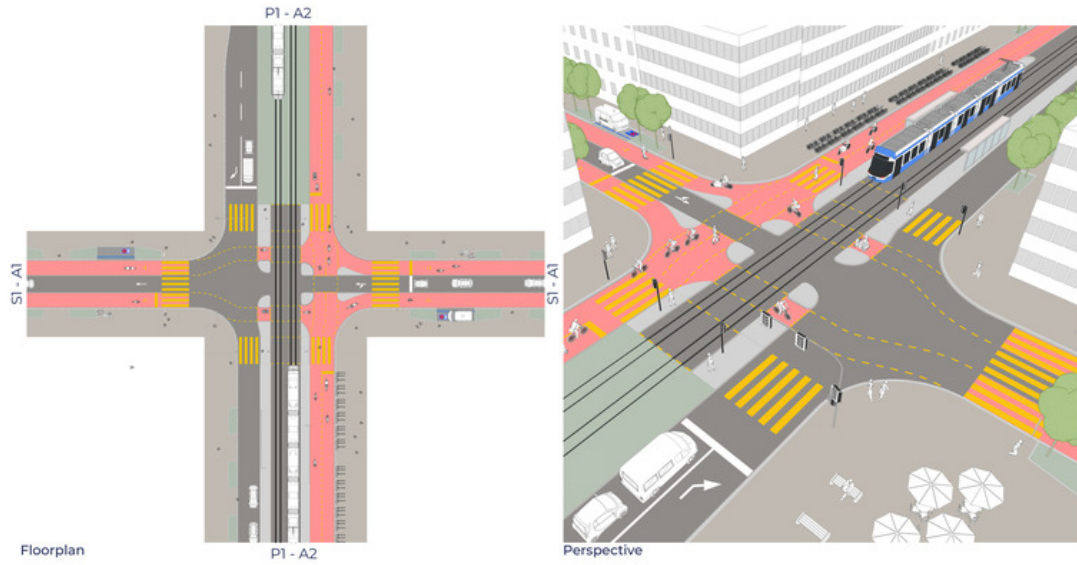 P1 - A2
S1 - A1
S1 - A1
P1 - A2
Floorplan
Perspective